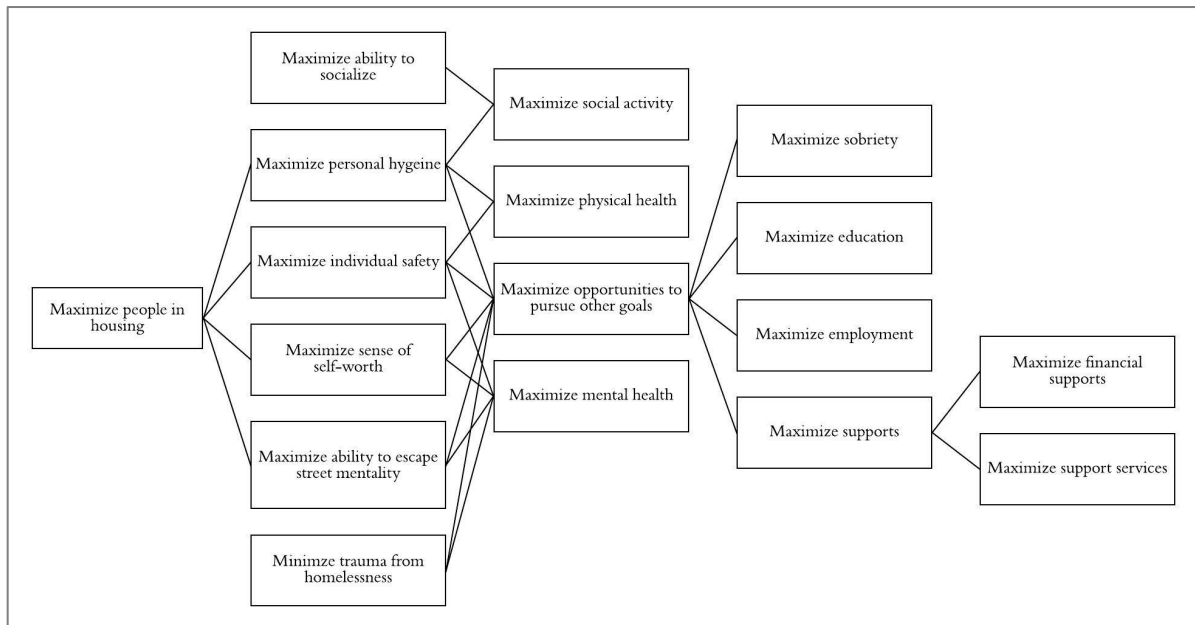 Maximize people in
housing
Maximize ability to
socialize
Maximize personal hygeine
Maximize individual safety
Maximize sense of
self-worth
Maximize ability to escape
street mentality
Minimze trauma from
homelessness
Maximize social activity
Maximize physical health
Maximize opportunities to
pursue other goals
Maximize mental health
Maximize sobriety
Maximize education
Maximize employment
Maximize supports
Maximize financial
supports
Maximize support services